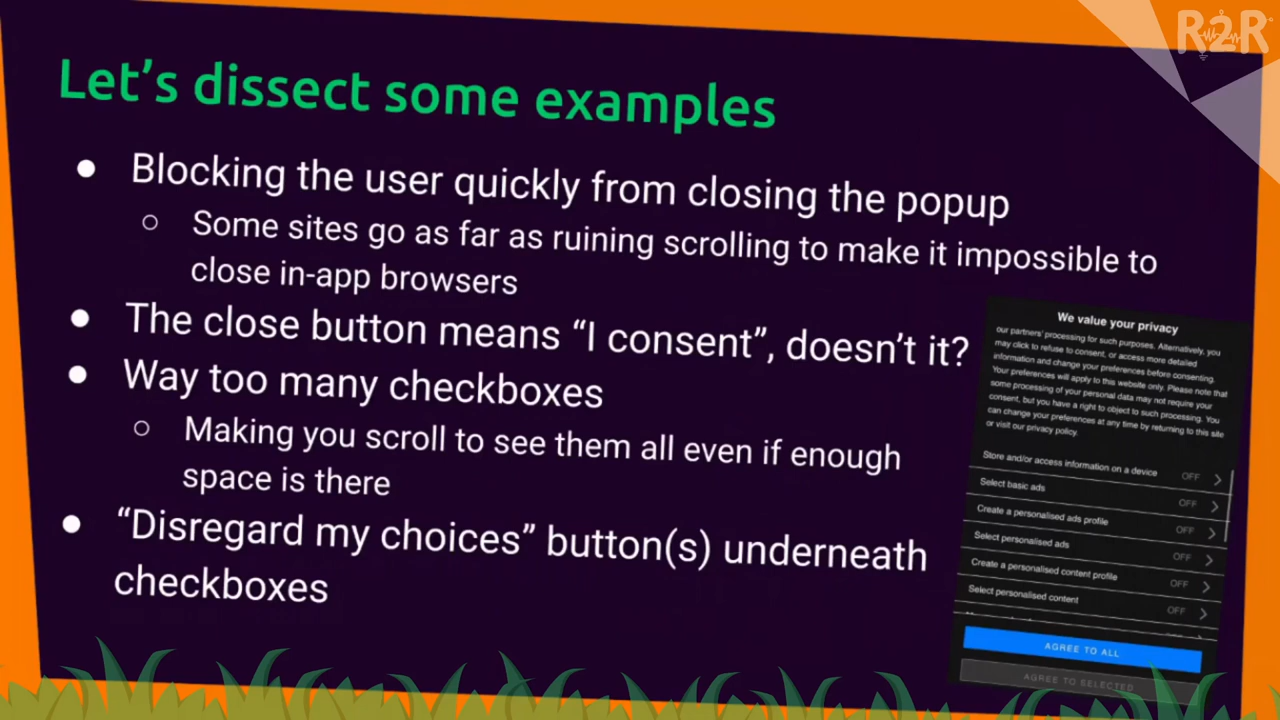 R2R
Let's dissect some examples
● Blocking the user quickly from closing the popup
○ Some sites go as far as ruining scrolling to make it impossible to
close in-app browsers
● The close button means “I consent”, doesn't it?
● Way too many checkboxes
○ Making you scroll to see them all even if enough
space is there
● “Disregard my choices” button(s) underneath
checkboxes
We value your privacy
our partners' processing for such purposes. Alternatively, you
may click to refuse to consent, or access more detailed
information and change your preferences before consenting.
Your preferences will apply to this website only. Please note that
some processing of your personal data may not require your
consent, but you have a right to object to such processing. You
can change your preferences at any time by returning to this site
or visit our privacy policy.
Store and/or access information on a device OFF
Select basic ads OFF
Create a personalised ads profile OFF
Select personalised ads OFF
Create a personalised content profile OFF
Select personalised content OFF
AGREE TO ALL
AGREE TO SELECTED